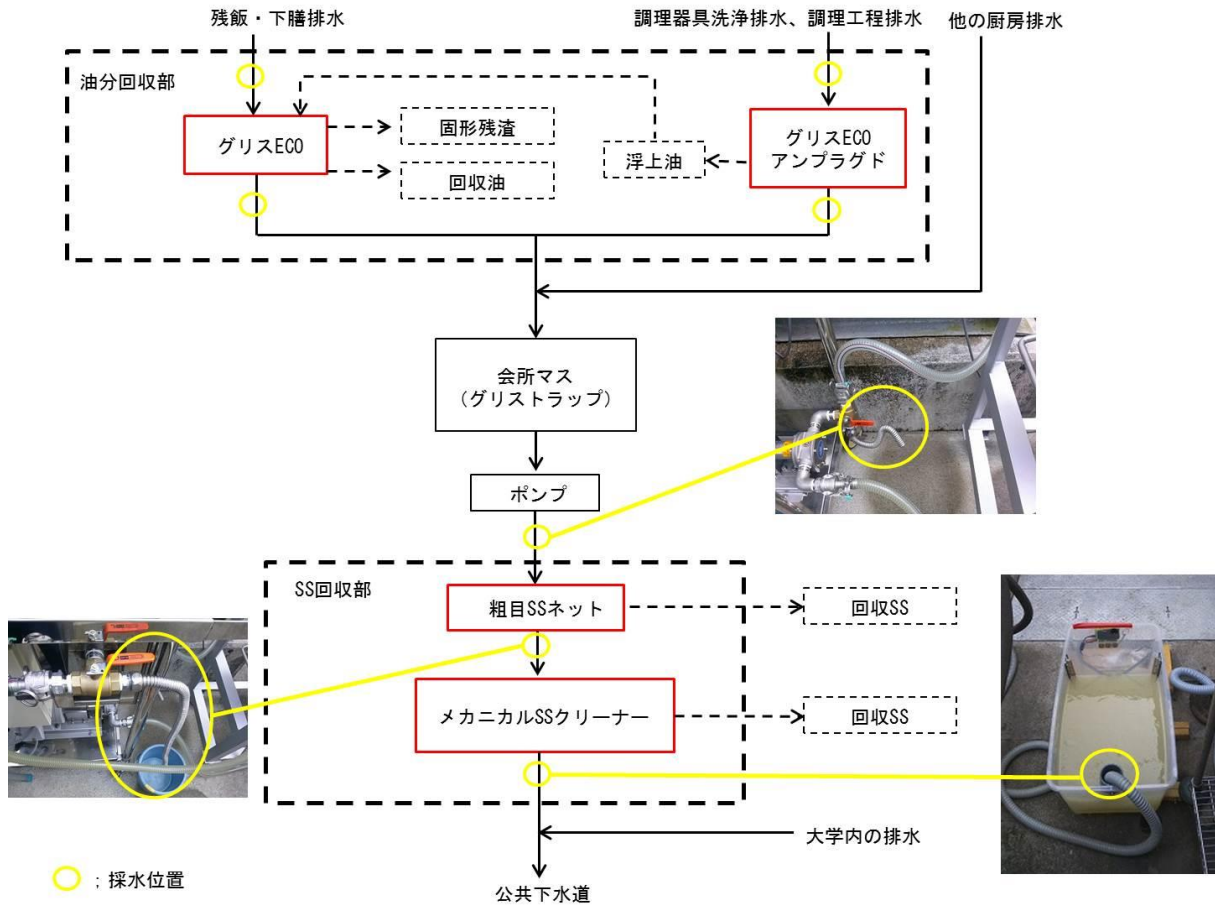 残飯・下膳排水
調理器具洗浄排水、調理工程排水
他の厨房排水
油分回収部
グリスECO
固形残渣
回収油
浮上油
グリスECO
アンプラグド
会所マス
(グリストラップ)
ポンプ
SS回収部
粗目SSネット
回収SS
メカニカルSSクリーナー
回収SS
大学内の排水
;採水位置
公共下水道